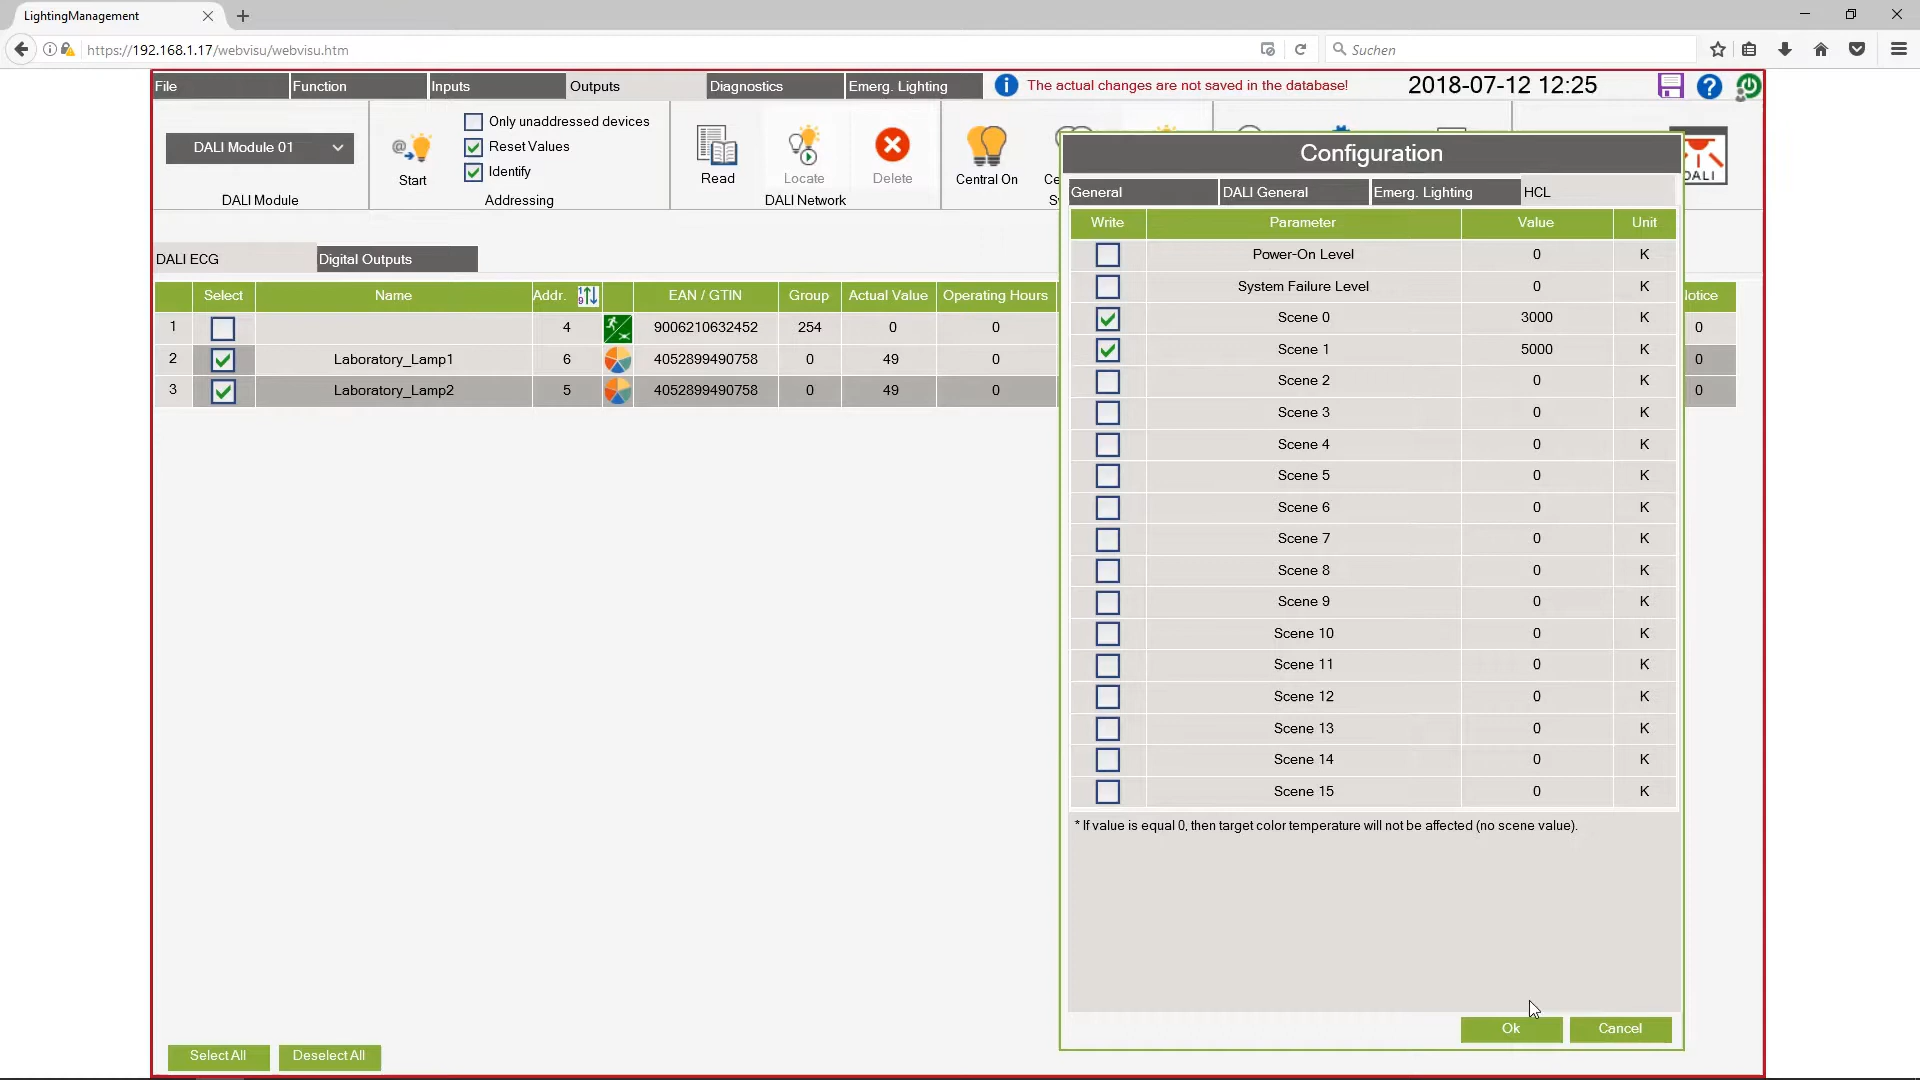 LightingManagement
https://192.168.1.17/webvisu/webvisu.htm
Suchen
File Function Inputs Outputs Diagnostics Emerg. Lighting
The actual changes are not saved in the database!
2018-07-12 12:25
DALI Module 01
DALI Module
@
Start
Only unaddressed devices
Reset Values
Identify
Addressing
Read
Locate
Delete
DALI Network
Central On
DALI
DALI ECG Digital Outputs
Select Name Addr. EAN / GTIN Group Actual Value Operating Hours
1 4 9006210632452 254 0 0 0
2 Laboratory_Lamp1 6 4052899490758 0 49 0 0
3 Laboratory_Lamp2 5 4052899490758 0 49 0 0
Select All
Deselect All
Configuration
General DALI General Emerg. Lighting HCL
Write Parameter Value Unit
Power-On Level 0 K
System Failure Level 0 K
Scene 0 3000 K
Scene 1 5000 K
Scene 2 0 K
Scene 3 0 K
Scene 4 0 K
Scene 5 0 K
Scene 6 0 K
Scene 7 0 K
Scene 8 0 K
Scene 9 0 K
Scene 10 0 K
Scene 11 0 K
Scene 12 0 K
Scene 13 0 K
Scene 14 0 K
Scene 15 0 K
* If value is equal 0, then target color temperature will not be affected (no scene value).
Ok
Cancel